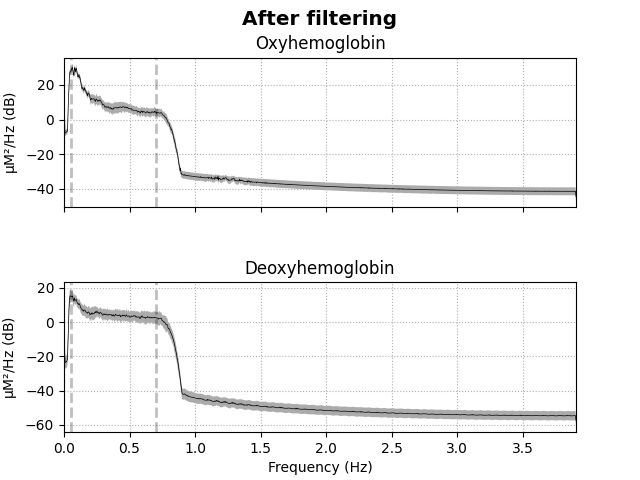 After filtering
Oxyhemoglobin
µM²/Hz (dB)
20
0
−20
−40
Deoxyhemoglobin
µM²/Hz (dB)
20
0
−20
−40
−60
0.0 0.5 1.0 1.5 2.0 2.5 3.0 3.5
Frequency (Hz)